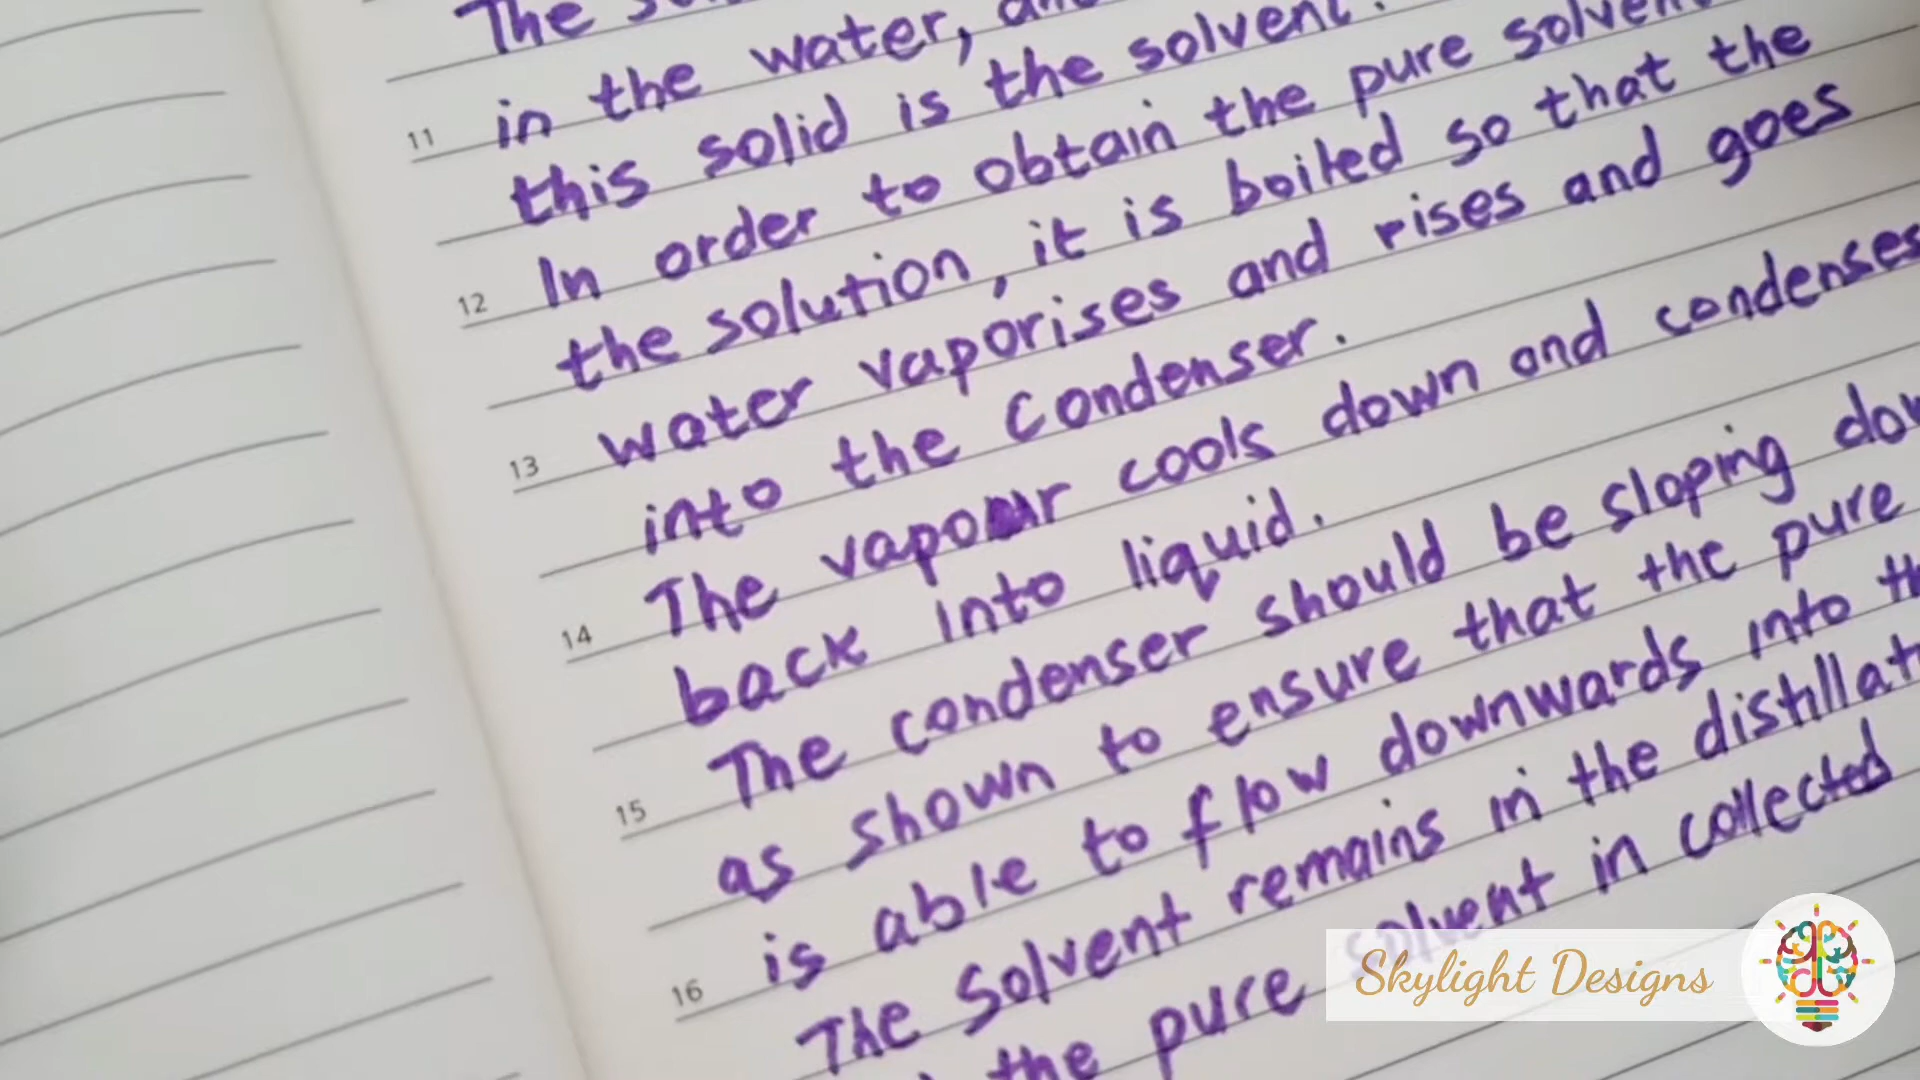 The
in the water,
this solid is the solvent.
In order to obtain the pure solvent
the solution, it is boiled so that the
water vaporises and rises and goes
into the condenser.
The vapour cools down and condenses
back into liquid.
The condenser should be sloping
as shown to ensure that the pure
is able to flow downwards into
The Solvent remains in the
the pure solvent in collected
11
12
13
14
15
16
Skylight Designs